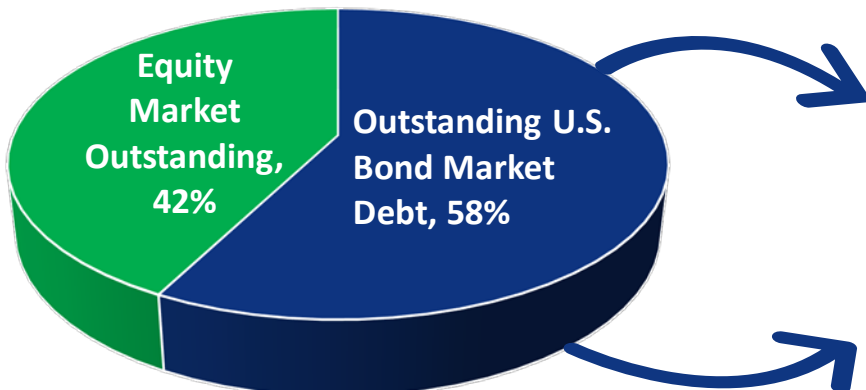 Equity
Market
Outstanding,
42%
Outstanding U.S.
Bond Market
Debt, 58%